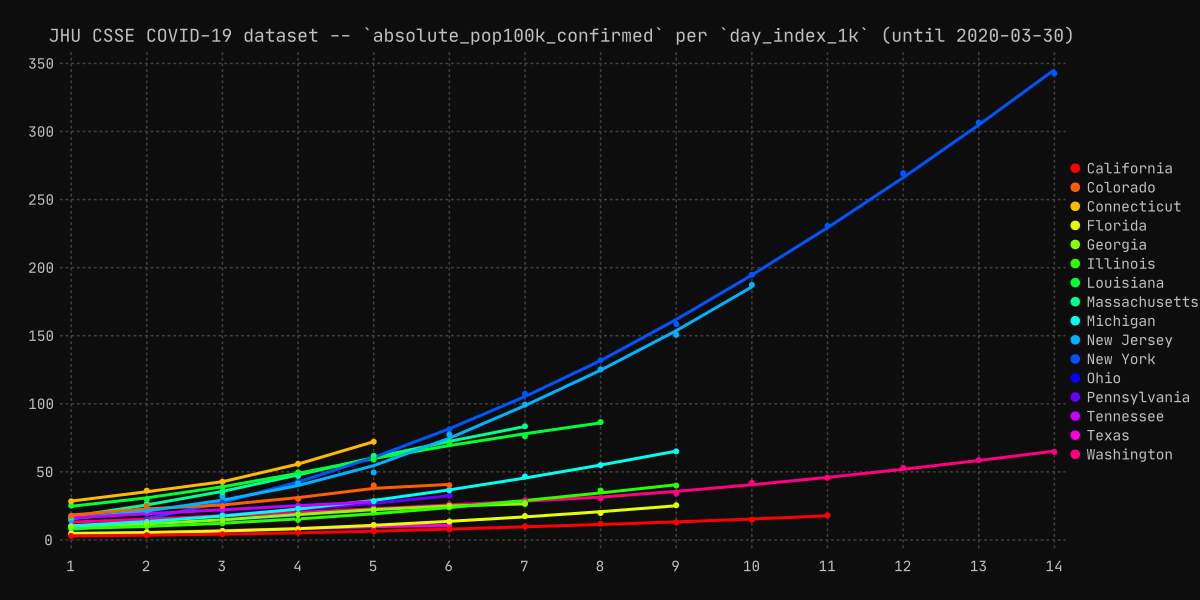 JHU CSSE COVID-19 dataset -- `absolute_pop100k_confirmed` per `day_index_1k` (until 2020-03-30)
350
300
250
200
150
100
50
0
1 2 3 4 5 6 7 8 9 10 11 12 13 14
California
Colorado
Connecticut
Florida
Georgia
Illinois
Louisiana
Massachusetts
Michigan
New Jersey
New York
Ohio
Pennsylvania
Tennessee
Texas
Washington